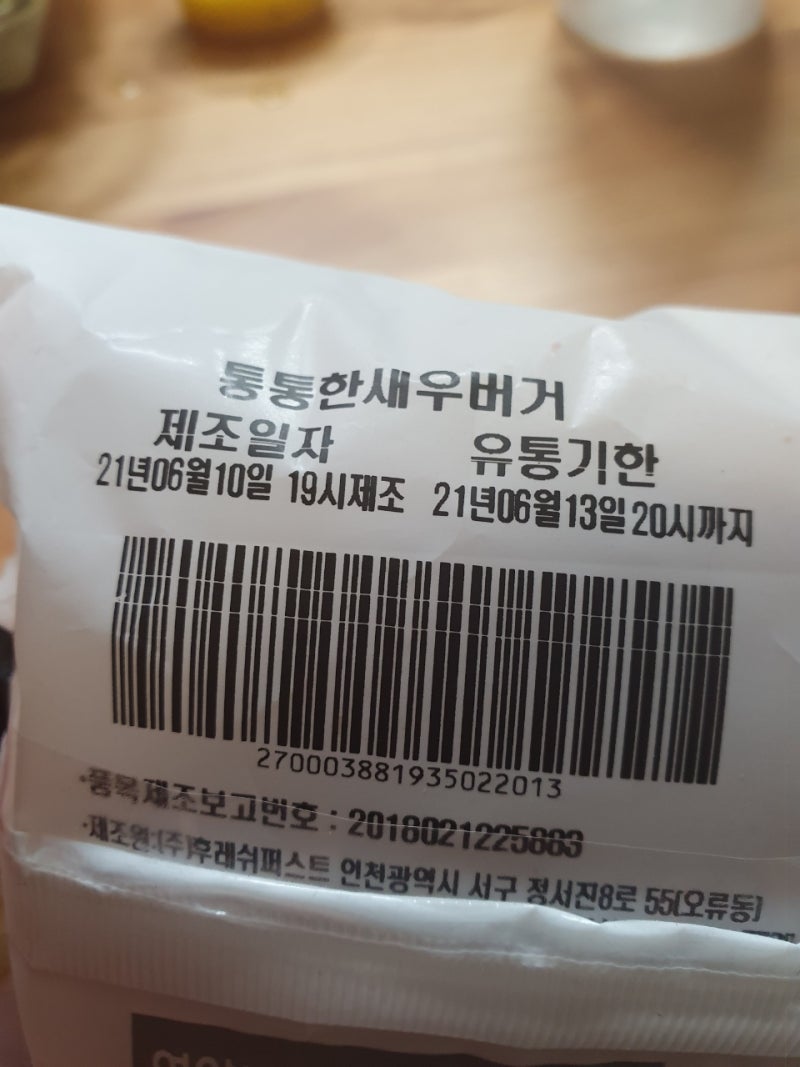 통통한새우버거
제조일자 유통기한
21년06월10일 19시제조 21년06월13일20시까지
270003881935022013
·품목제조보고번호 : 2018021225883
·제조원:(주)후레쉬퍼스트 인천광역시 서구 정서진8로 55(오류동)